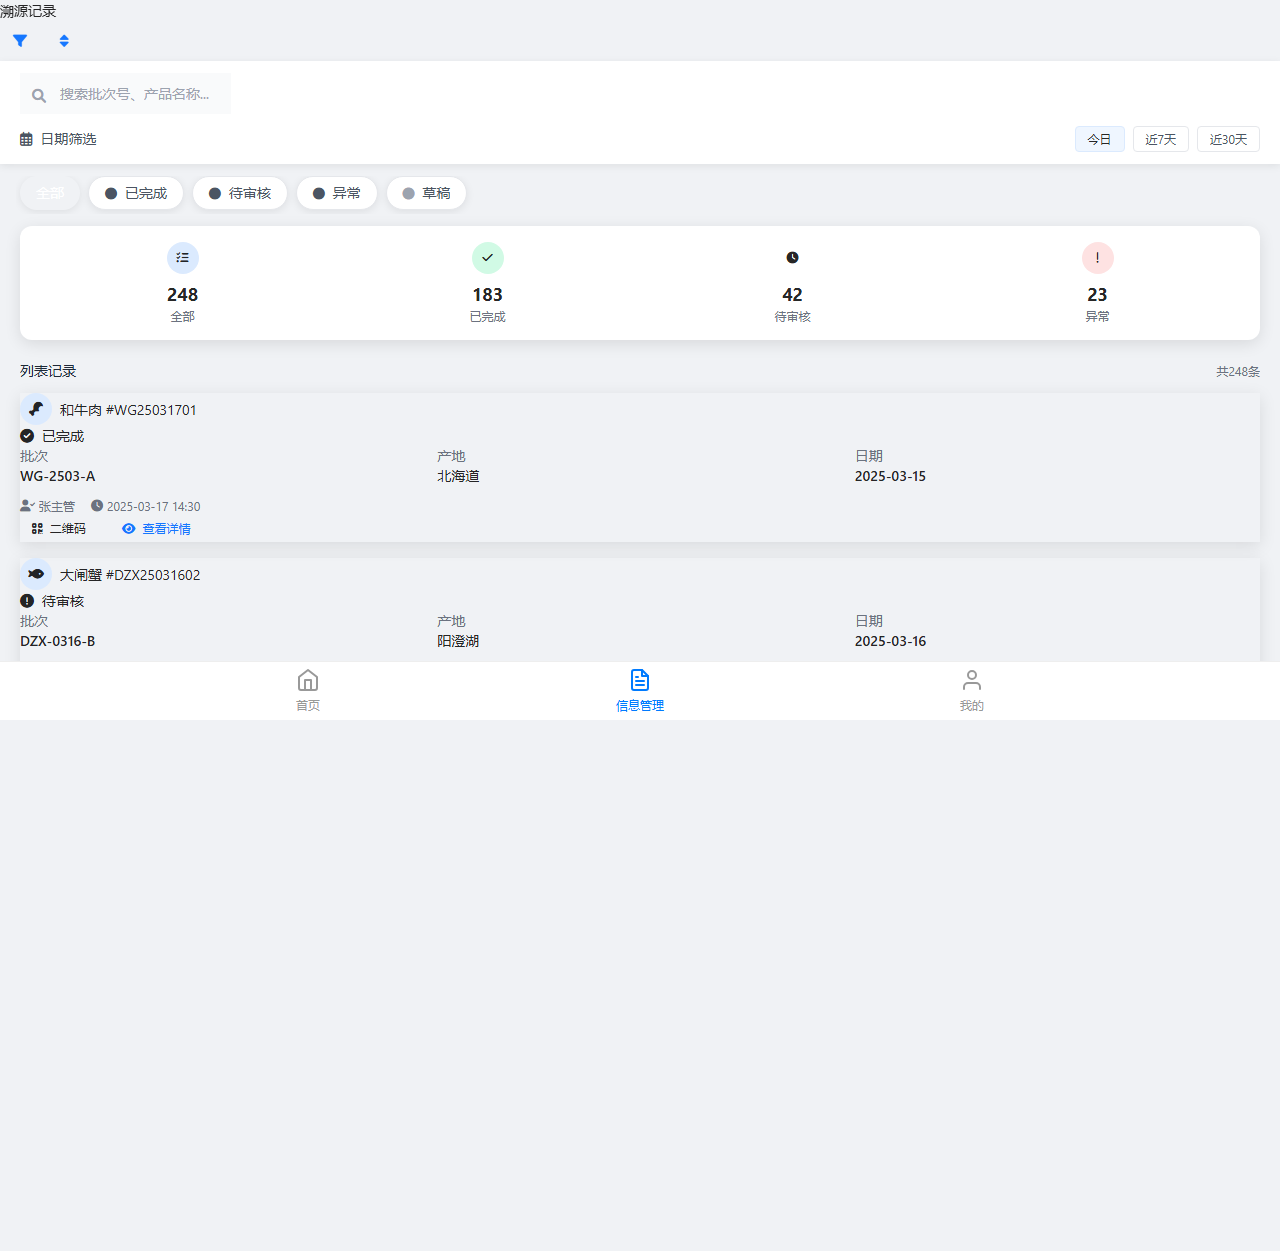 溯源记录
搜索批次号、产品名称...
日期筛选
今日 近7天 近30天
全部 已完成 待审核 异常 草稿
248 183 42 23
全部 已完成 待审核 异常
列表记录 共248条
和牛肉 #WG25031701
已完成
批次 产地 日期
WG-2503-A 北海道 2025-03-15
张主管 2025-03-17 14:30
二维码 查看详情
大闸蟹 #DZX25031602
待审核
批次 产地 日期
DZX-0316-B 阳澄湖 2025-03-16
首页 信息管理 我的